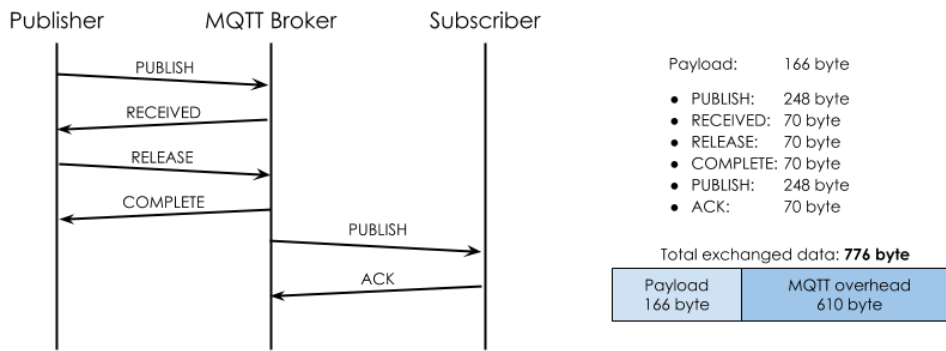 Publisher
MQTT Broker
Subscriber
PUBLISH
RECEIVED
RELEASE
COMPLETE
PUBLISH
ACK
Payload: 166 byte
● PUBLISH: 248 byte
● RECEIVED: 70 byte
● RELEASE: 70 byte
● COMPLETE: 70 byte
● PUBLISH: 248 byte
● ACK: 70 byte
Total exchanged data: 776 byte
Payload
166 byte
MQTT overhead
610 byte